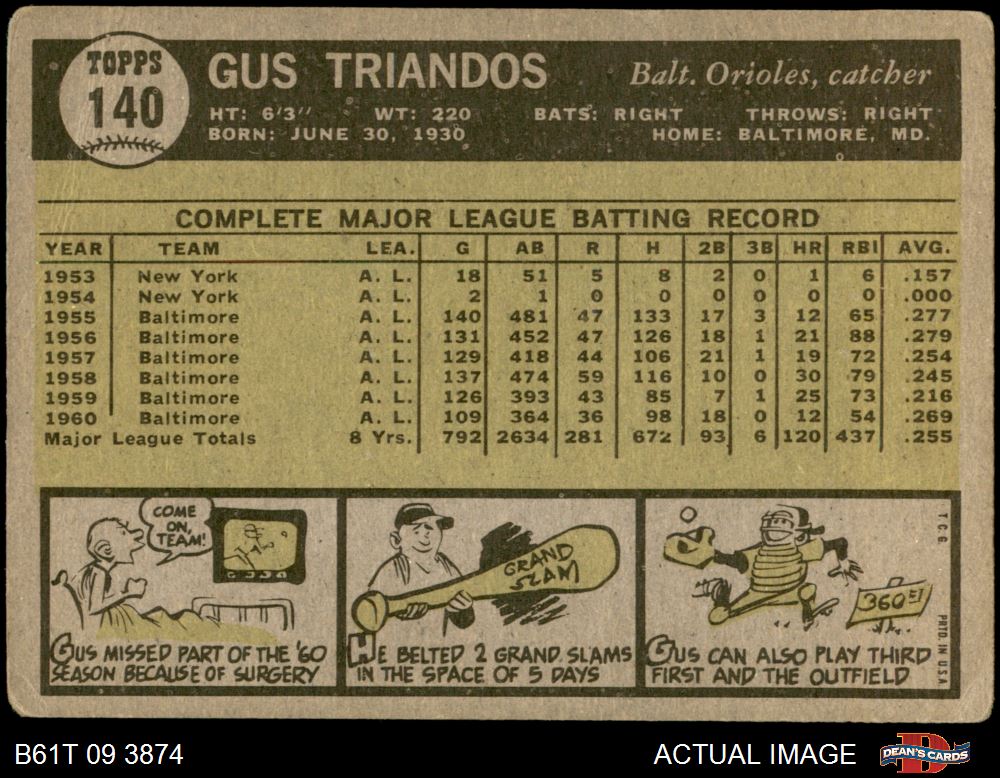 TOPPS
140
GUS TRIANDOS
Balt. Orioles, catcher
HT: 6'3" WT: 220 BATS: RIGHT THROWS: RIGHT
BORN: JUNE 30, 1930 HOME: BALTIMORE, MD.
COMPLETE MAJOR LEAGUE BATTING RECORD
YEAR TEAM LEA. G AB R H 2B 3B HR RBI AVG.
1953 New York A. L. 18 51 5 8 2 0 1 6 .157
1954 New York A. L. 2 1 0 0 0 0 0 0 .000
1955 Baltimore A. L. 140 481 47 133 17 3 12 65 .277
1956 Baltimore A. L. 131 452 47 126 18 1 21 88 .279
1957 Baltimore A. L. 129 418 44 106 21 1 19 72 .254
1958 Baltimore A. L. 137 474 59 116 10 0 30 79 .245
1959 Baltimore A. L. 126 393 43 85 7 1 25 73 .216
1960 Baltimore A. L. 109 364 36 98 18 0 12 54 .269
Major League Totals 8 Yrs. 792 2634 281 672 93 6 120 437 .255
COME
ON,
TEAM!
GUS MISSED PART OF THE '60
SEASON BECAUSE OF SURGERY
GRAND
SLAM
HE BELTED 2 GRAND SLAMS
IN THE SPACE OF 5 DAYS
360 FT
GUS CAN ALSO PLAY THIRD
FIRST AND THE OUTFIELD
T.C.G. PRTD. IN U.S.A.
B61T 09 3874
ACTUAL IMAGE
DEAN'S CARDS